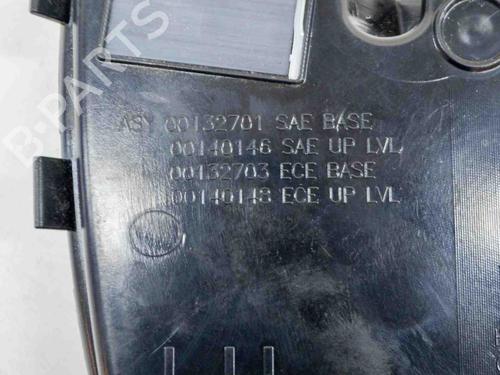 B-PARTS
ASY 00132701 SAE BASE
00140146 SAE UP LVL
00132703 ECE BASE
00140148 ECE UP LVL